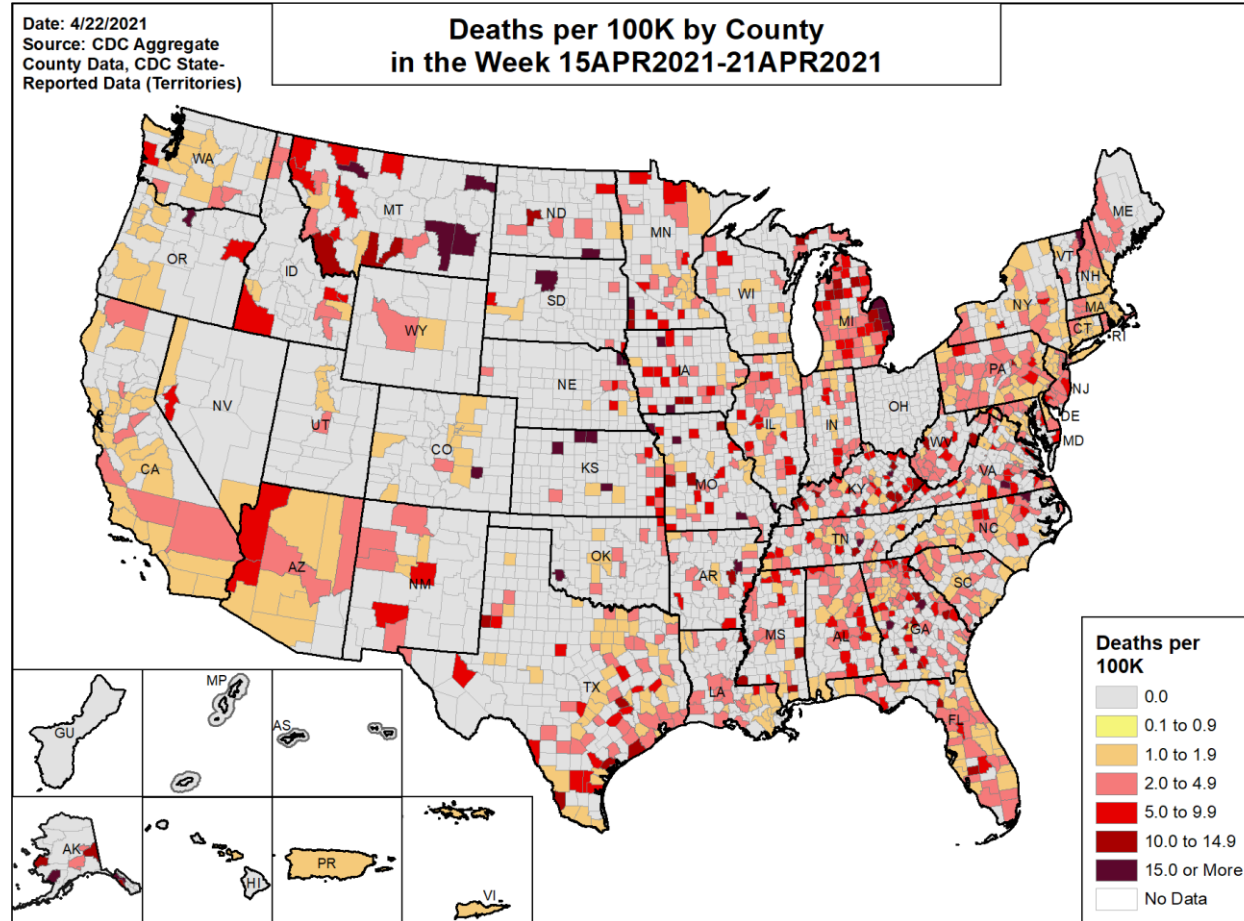 Date: 4/22/2021
Source: CDC Aggregate
County Data, CDC State-
Reported Data (Territories)
Deaths per 100K by County
in the Week 15APR2021-21APR2021
WA
MT
ND
MN
ME
VT
NH
OR
ID
SD
WI
MI
NY
MA
CT
RI
WY
IA
PA
NJ
NE
OH
DE
MD
NV
UT
CO
IL
IN
WV
VA
CA
KS
MO
KY
NC
TN
AZ
NM
OK
AR
SC
MS
AL
GA
TX
LA
FL
GU
MP
AS
AK
HI
PR
VI
Deaths per
100K
0.0
0.1 to 0.9
1.0 to 1.9
2.0 to 4.9
5.0 to 9.9
10.0 to 14.9
15.0 or More
No Data